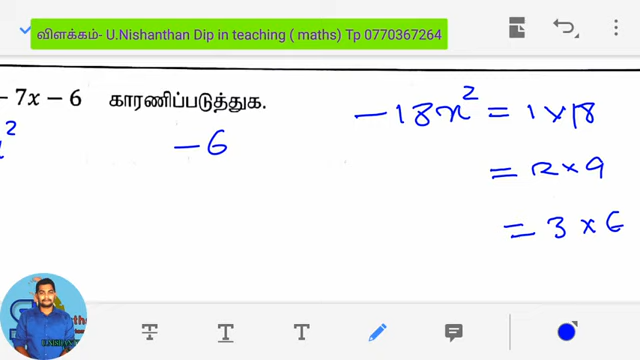 விளக்கம்- U.Nishanthan Dip in teaching ( maths) Tp 0770367264
- 7x - 6 காரணிப்படுத்துக.
- 6
- 18x² = 1 × 18
= 2 × 9
= 3 × 6
T T T